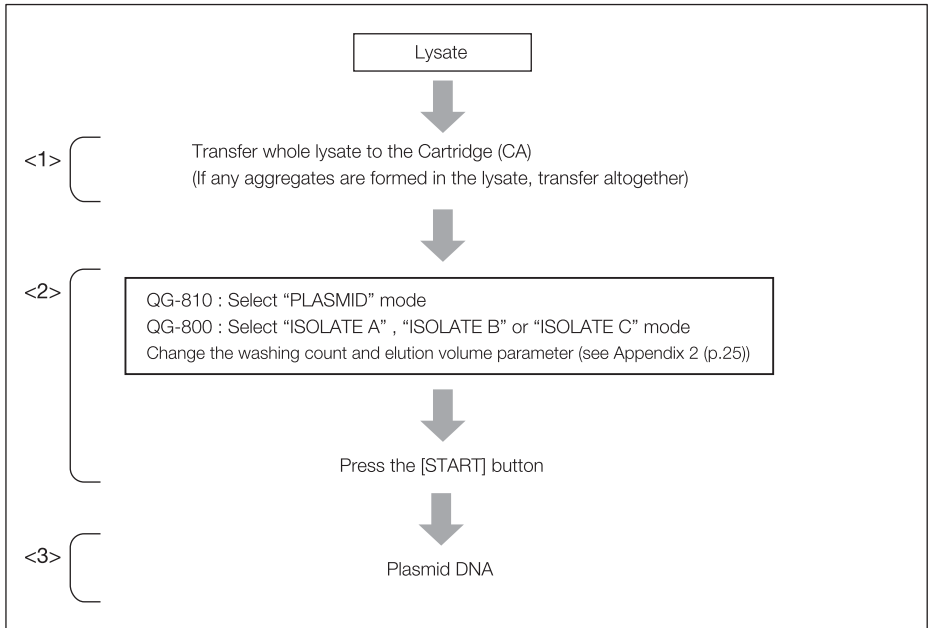 Lysate
<1>
Transfer whole lysate to the Cartridge (CA)
(If any aggregates are formed in the lysate, transfer altogether)
<2>
QG-810 : Select “PLASMID” mode
QG-800 : Select “ISOLATE A” , “ISOLATE B” or “ISOLATE C” mode
Change the washing count and elution volume parameter (see Appendix 2 (p.25))
Press the [START] button
<3>
Plasmid DNA